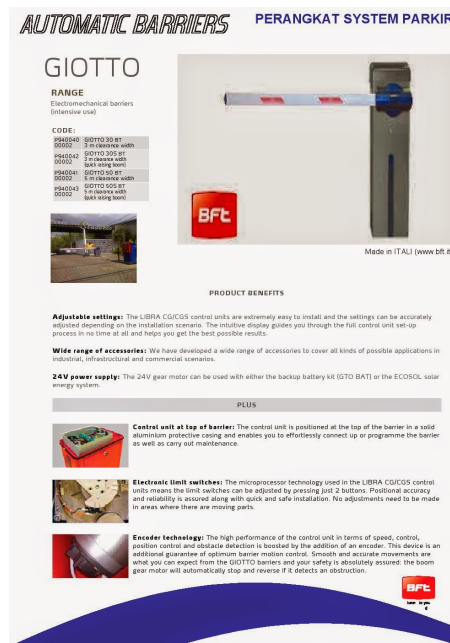 AUTOMATIC BARRIERS
PERANGKAT SYSTEM PARKIR
GIOTTO
RANGE
Electromechanical barriers
(intensive use)
CODE:
P940040 00002 GIOTTO 30 BT
3 m clearance width
P940042 00002 GIOTTO 30S BT
3 m clearance width
(quick raising boom)
P940041 00002 GIOTTO 50 BT
5 m clearance width
P940043 00002 GIOTTO 50S BT
5 m clearance width
(quick raising boom)
BFt
Made in ITALI (www.bft.it
PRODUCT BENEFITS
Adjustable settings: The LIBRA CG/CGS control units are extremely easy to install and the settings can be accurately
adjusted depending on the installation scenario. The intuitive display guides you through the full control unit set-up
process in no time at all and helps you get the best possible results.
Wide range of accessories: We have developed a wide range of accessories to cover all kinds of possible applications in
industrial, infrastructural and commercial scenarios.
24V power supply: The 24V gear motor can be used with either the backup battery kit (GTO BAT) or the ECOSOL solar
energy system.
PLUS
Control unit at top of barrier: The control unit is positioned at the top of the barrier in a solid
aluminium protective casing and enables you to effortlessly connect up or programme the barrier
as well as carry out maintenance.
Electronic limit switches: The microprocessor technology used in the LIBRA CG/CGS control
units means the limit switches can be adjusted by pressing just 2 buttons. Positional accuracy
and reliability is assured along with quick and safe installation. No adjustments need to be made
in areas where there are moving parts.
Encoder technology: The high performance of the control unit in terms of speed, control,
position control and obstacle detection is boosted by the addition of an encoder. This device is an
additional guarantee of optimum barrier motion control. Smooth and accurate movements are
what you can expect from the GIOTTO barriers and your safety is absolutely assured: the boom
gear motor will automatically stop and reverse if it detects an obstruction.
BFt